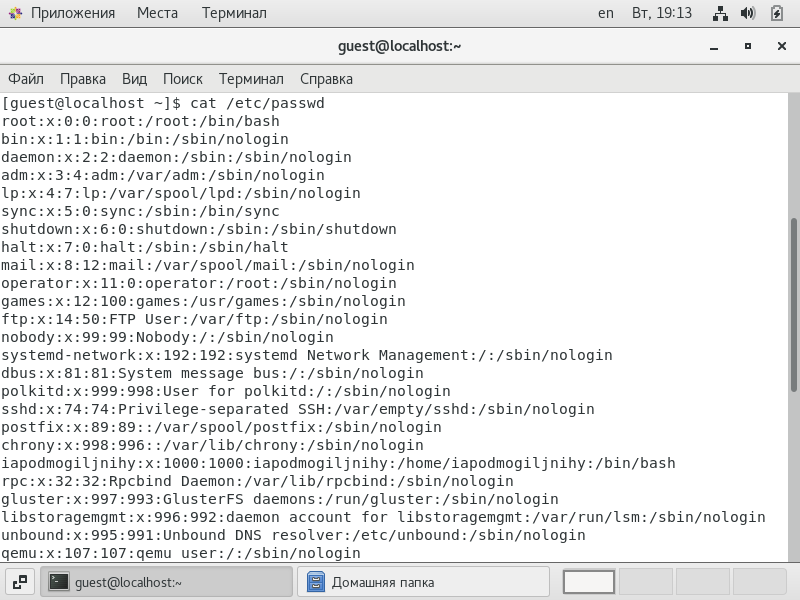 Приложения Места Терминал en Вт, 19:13
guest@localhost:~
Файл Правка Вид Поиск Терминал Справка
[guest@localhost ~]$ cat /etc/passwd
root:x:0:0:root:/root:/bin/bash
bin:x:1:1:bin:/bin:/sbin/nologin
daemon:x:2:2:daemon:/sbin:/sbin/nologin
adm:x:3:4:adm:/var/adm:/sbin/nologin
lp:x:4:7:lp:/var/spool/lpd:/sbin/nologin
sync:x:5:0:sync:/sbin:/bin/sync
shutdown:x:6:0:shutdown:/sbin:/sbin/shutdown
halt:x:7:0:halt:/sbin:/sbin/halt
mail:x:8:12:mail:/var/spool/mail:/sbin/nologin
operator:x:11:0:operator:/root:/sbin/nologin
games:x:12:100:games:/usr/games:/sbin/nologin
ftp:x:14:50:FTP User:/var/ftp:/sbin/nologin
nobody:x:99:99:Nobody:/:/sbin/nologin
systemd-network:x:192:192:systemd Network Management:/:/sbin/nologin
dbus:x:81:81:System message bus:/:/sbin/nologin
polkitd:x:999:998:User for polkitd:/:/sbin/nologin
sshd:x:74:74:Privilege-separated SSH:/var/empty/sshd:/sbin/nologin
postfix:x:89:89::/var/spool/postfix:/sbin/nologin
chrony:x:998:996::/var/lib/chrony:/sbin/nologin
iapodmogiljnihy:x:1000:1000:iapodmogiljnihy:/home/iapodmogiljnihy:/bin/bash
rpc:x:32:32:Rpcbind Daemon:/var/lib/rpcbind:/sbin/nologin
gluster:x:997:993:GlusterFS daemons:/run/gluster:/sbin/nologin
libstoragemgmt:x:996:992:daemon account for libstoragemgmt:/var/run/lsm:/sbin/nologin
unbound:x:995:991:Unbound DNS resolver:/etc/unbound:/sbin/nologin
qemu:x:107:107:qemu user:/:/sbin/nologin
guest@localhost:~ Домашняя папка